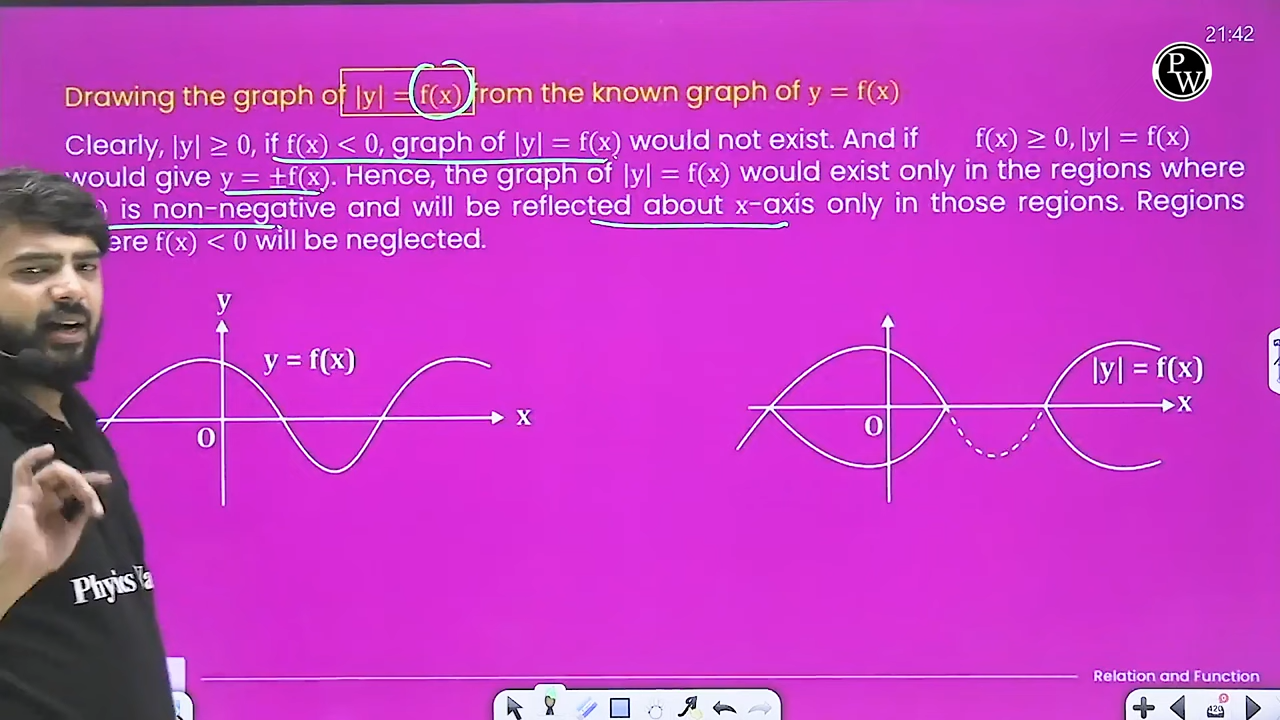 21:42
P
W
Drawing the graph of |y| = f(x) from the known graph of y = f(x)
Clearly, |y| ≥ 0, if f(x) < 0, graph of |y| = f(x) would not exist. And if f(x) ≥ 0, |y| = f(x)
would give y = ±f(x). Hence, the graph of |y| = f(x) would exist only in the regions where
) is non-negative and will be reflected about x-axis only in those regions. Regions
ere f(x) < 0 will be neglected.
y
y = f(x)
x
O
|y| = f(x)
x
O
Physics Wa
Relation and Function